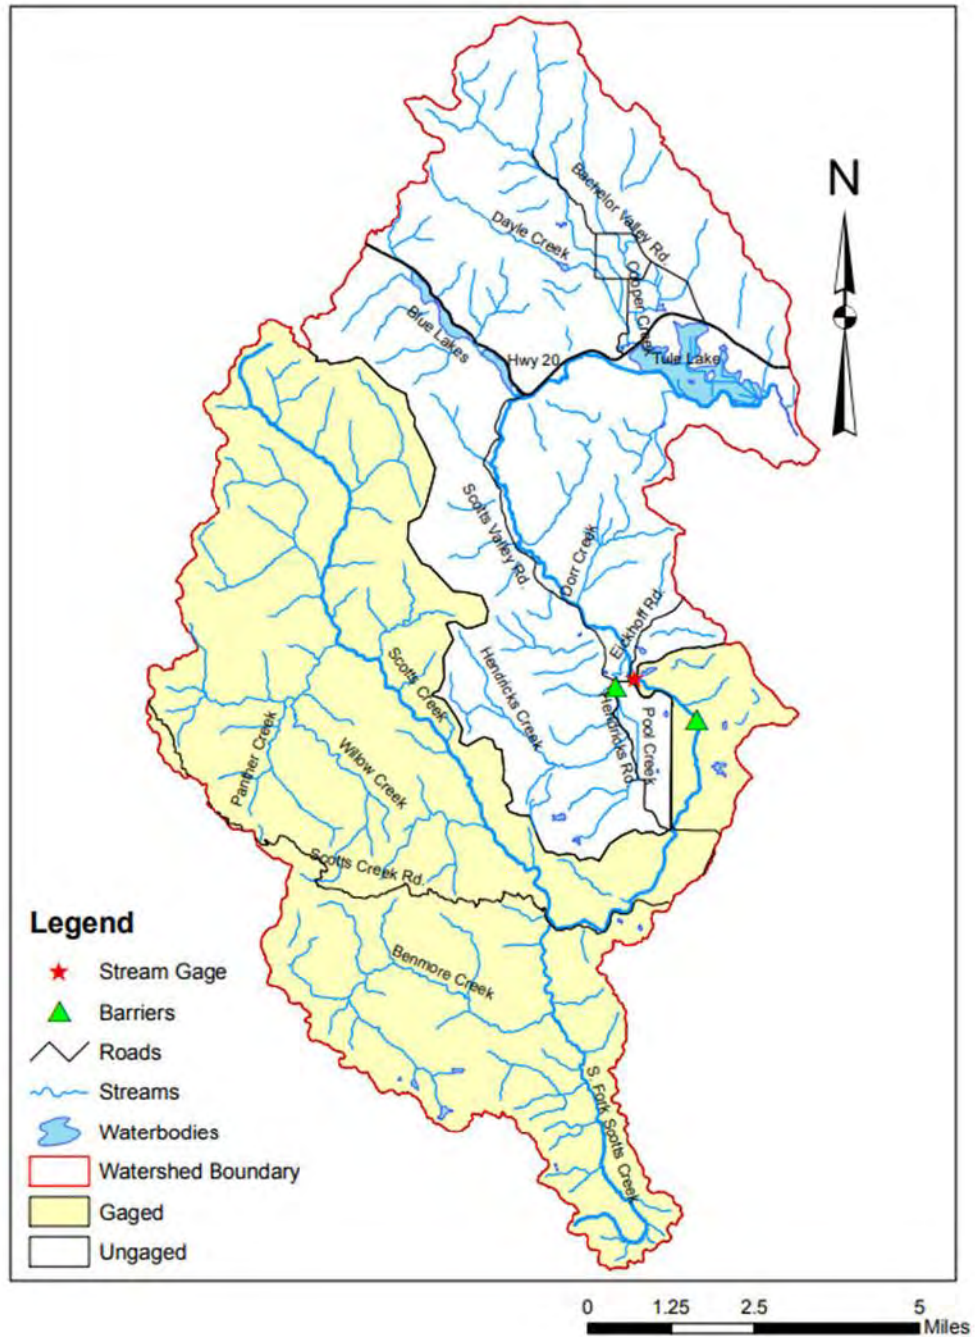 N
Bachelor Valley Rd.
Dayle Creek
Cooper Creek
Blue Lakes
Hwy 20
Tule Lake
Scotts Valley Rd.
Dorr Creek
Eickhoff Rd.
Scotts Creek
Hendricks Creek
Hendricks Rd
Pool Creek
Panther Creek
Willow Creek
Scotts Creek Rd.
Benmore Creek
S. Fork Scotts Creek
Legend
Stream Gage
Barriers
Roads
Streams
Waterbodies
Watershed Boundary
Gaged
Ungaged
0 1.25 2.5 5
Miles